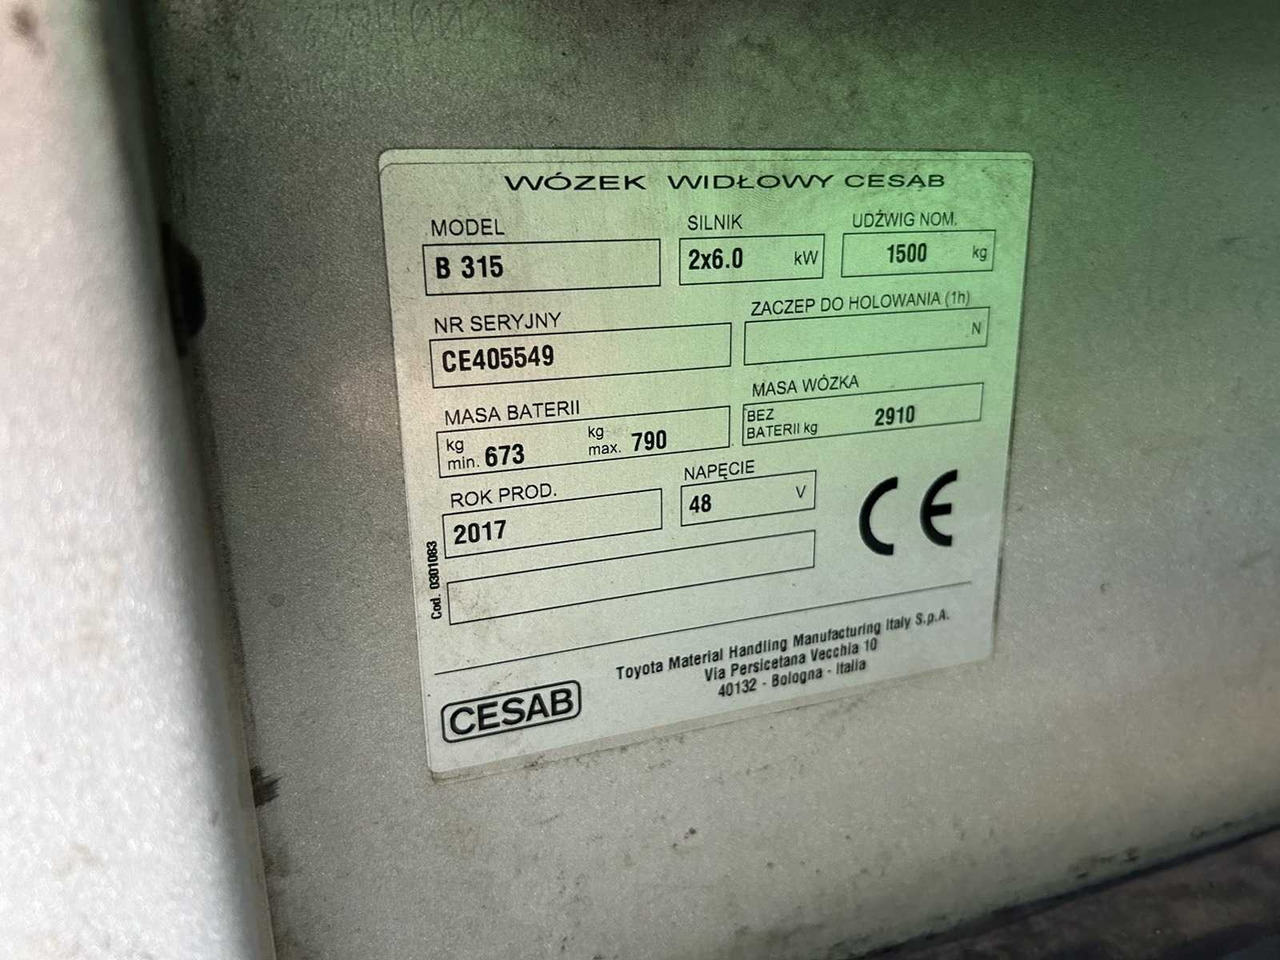 WÓZEK WIDŁOWY CESAB
MODEL SILNIK UDŹWIG NOM.
B 315 2x6.0 kW 1500 kg
NR SERYJNY ZACZEP DO HOLOWANIA (1h)
CE405549 N
MASA BATERII MASA WÓZKA
kg min. 673 kg max. 790 BEZ BATERII kg 2910
ROK PROD. NAPĘCIE
2017 48 V
CE
Cod. 0301083
Toyota Material Handling Manufacturing Italy S.p.A.
Via Persicetana Vecchia 10
40132 - Bologna - Italia
CESAB